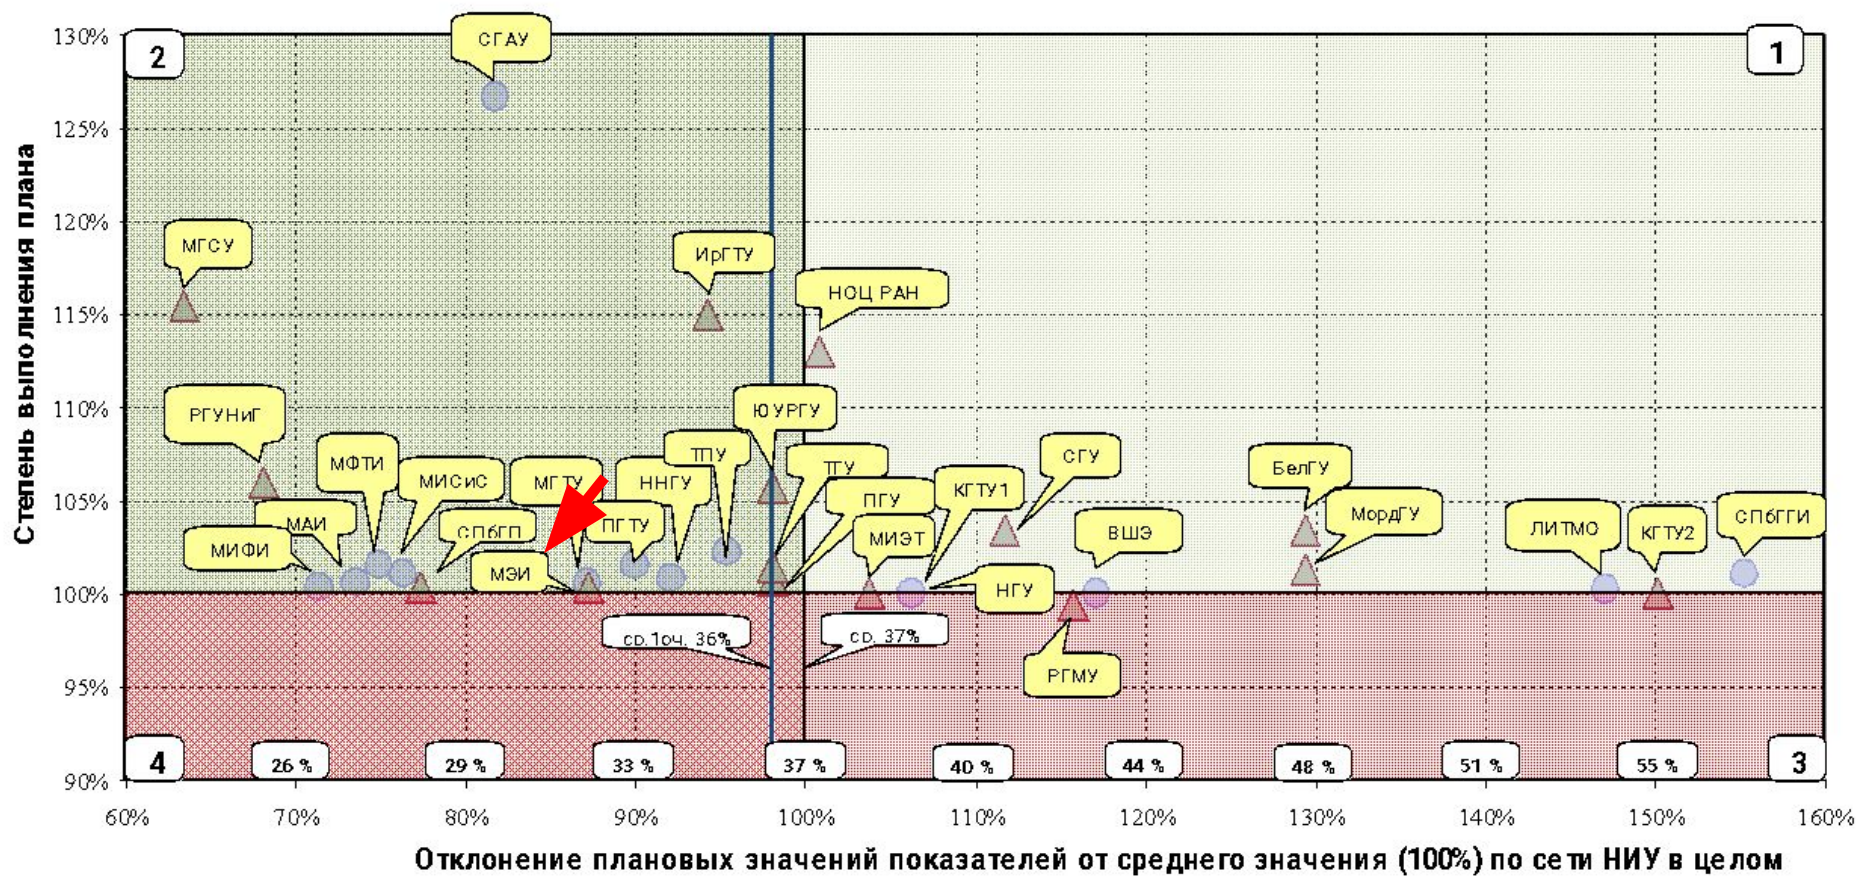 Степень выполнения плана
130%
125%
120%
115%
110%
105%
100%
95%
90%
2
1
СГАУ
МГСУ
ИрГТУ
НОЦ РАН
РГУНиГ
ЮУРГУ
МФТИ
МИСиС
МГТУ
ННГУ
ТПУ
ТГУ
ПГУ
КГТУ1
СГУ
БелГУ
МордГУ
МАИ
МИФИ
СПбГП
МЭИ
ПГТУ
МИЭТ
НГУ
ВШЭ
ЛИТМО
КГТУ2
СПбГГИ
РГМУ
ср.1оч. 36%
ср. 37%
4
26 %
29 %
33 %
37 %
40 %
44 %
48 %
51 %
55 %
3
60%
70%
80%
90%
100%
110%
120%
130%
140%
150%
160%
Отклонение плановых значений показателей от среднего значения (100%) по сети НИУ в целом